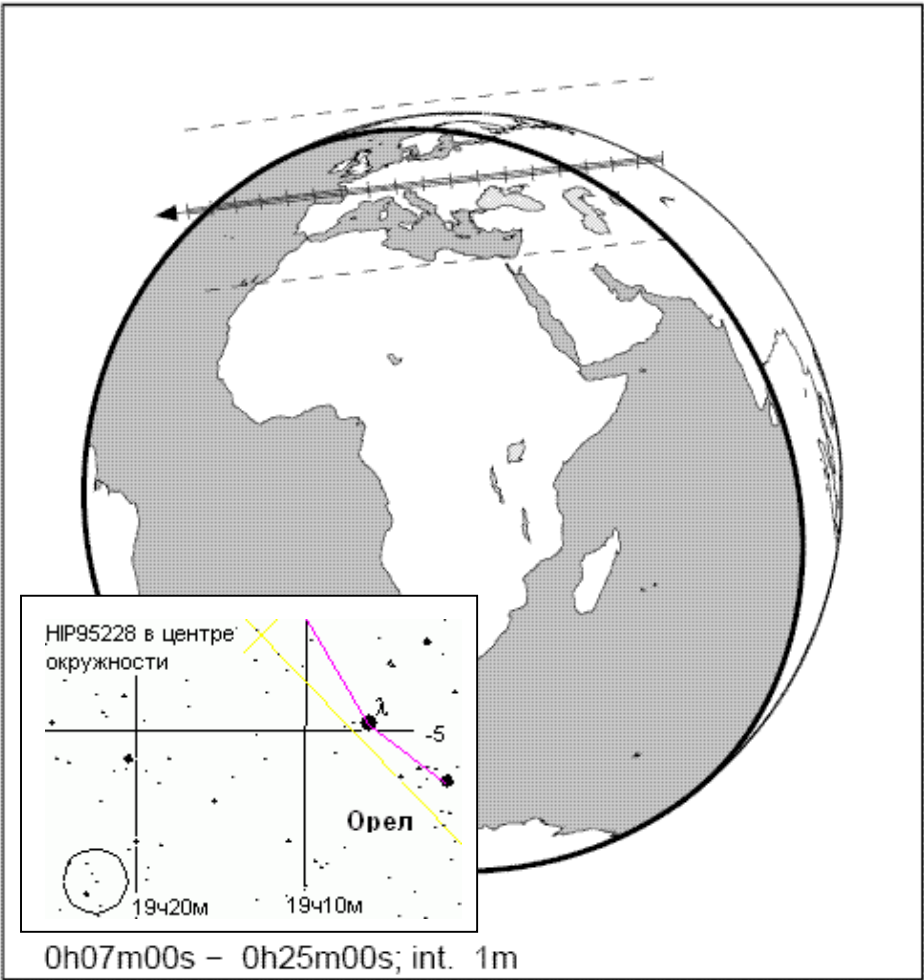 HIP95228 в центре
окружности
λ
-5
Орел
19ч20м
19ч10м
0h07m00s – 0h25m00s; int. 1m